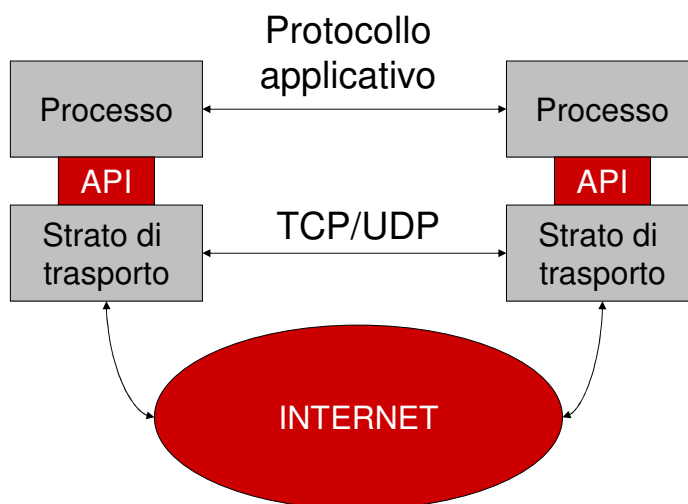 Protocollo
applicativo
Processo
Processo
API
API
TCP/UDP
Strato di
trasporto
Strato di
trasporto
INTERNET